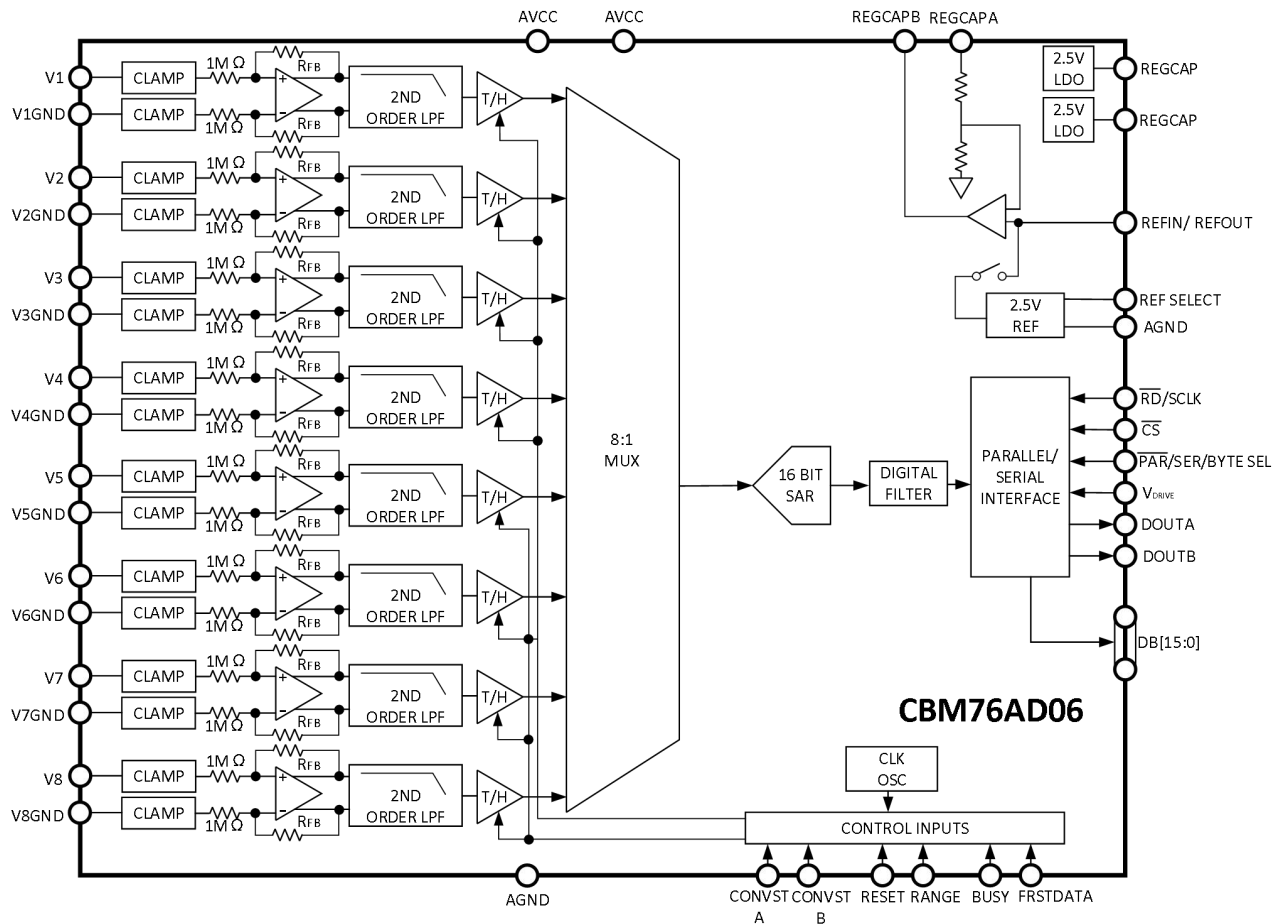 AVCC AVCC REGCAPB REGCAPA
V1 CLAMP 1M Ω RFB + − 2ND ORDER LPF T/H
V1GND CLAMP 1M Ω RFB
V2 CLAMP 1M Ω RFB + − 2ND ORDER LPF T/H
V2GND CLAMP 1M Ω RFB
V3 CLAMP 1M Ω RFB + − 2ND ORDER LPF T/H
V3GND CLAMP 1M Ω RFB
V4 CLAMP 1M Ω RFB + − 2ND ORDER LPF T/H
V4GND CLAMP 1M Ω RFB
V5 CLAMP 1M Ω RFB + − 2ND ORDER LPF T/H
V5GND CLAMP 1M Ω RFB
V6 CLAMP 1M Ω RFB + − 2ND ORDER LPF T/H
V6GND CLAMP 1M Ω RFB
V7 CLAMP 1M Ω RFB + − 2ND ORDER LPF T/H
V7GND CLAMP 1M Ω RFB
V8 CLAMP 1M Ω RFB + − 2ND ORDER LPF T/H
V8GND CLAMP 1M Ω RFB
8:1
MUX
16 BIT
SAR
DIGITAL
FILTER
PARALLEL/
SERIAL
INTERFACE
2.5V
LDO
REGCAP
2.5V
LDO
REGCAP
REFIN/ REFOUT
2.5V
REF
REF SELECT
AGND
RD/SCLK
CS
PAR/SER/BYTE SEL
VDRIVE
DOUTA
DOUTB
DB[15:0]
CBM76AD06
CLK
OSC
CONTROL INPUTS
AGND
CONVST
A
CONVST
B
RESET
RANGE
BUSY
FRSTDATA